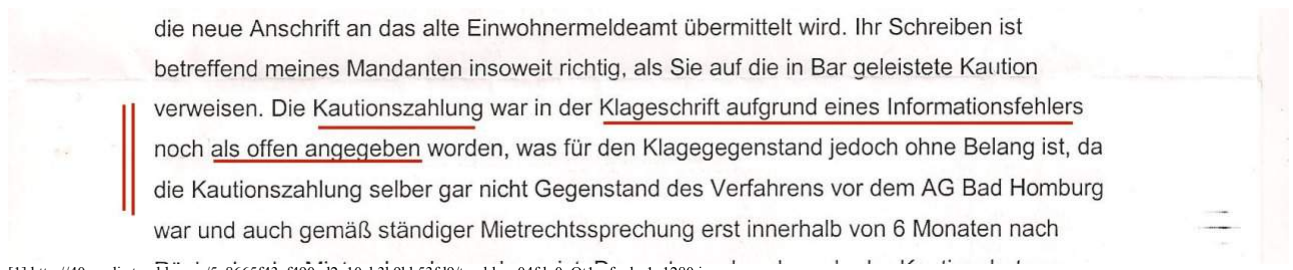 die neue Anschrift an das alte Einwohnermeldeamt übermittelt wird. Ihr Schreiben ist
betreffend meines Mandanten insoweit richtig, als Sie auf die in Bar geleistete Kaution
verweisen. Die Kautionszahlung war in der Klageschrift aufgrund eines Informationsfehlers
noch als offen angegeben worden, was für den Klagegegenstand jedoch ohne Belang ist, da
die Kautionszahlung selber gar nicht Gegenstand des Verfahrens vor dem AG Bad Homburg
war und auch gemäß ständiger Mietrechtssprechung erst innerhalb von 6 Monaten nach